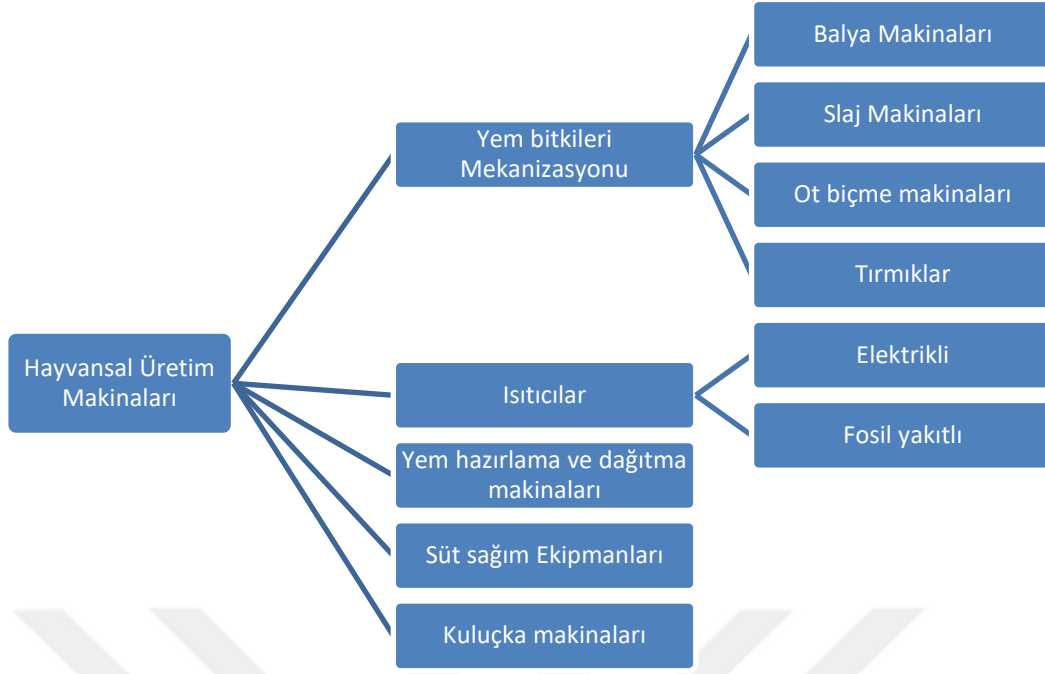 Hayvansal Üretim
Makinaları
Yem bitkileri
Mekanizasyonu
Balya Makinaları
Slaj Makinaları
Ot biçme makinaları
Tırmıklar
Isıtıcılar
Elektrikli
Fosil yakıtlı
Yem hazırlama ve dağıtma
makinaları
Süt sağım Ekipmanları
Kuluçka makinaları